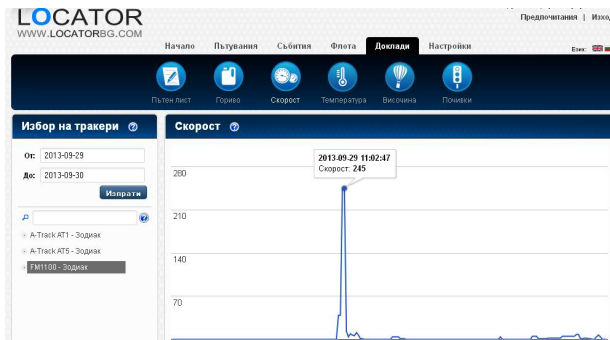 LOCATOR
WWW.LOCATORBG.COM
Предпочитания |
Начало Пътувания Събития Флота Доклади Настройки
Език:
Пътен лист Гориво Скорост Температура Височина Почивки
Избор на тракери
Скорост
От: 2013-09-29
До: 2013-09-30
Изпрати
A-Track AT1 - Зодиак
A-Track AT5 - Зодиак
FM1100 - Зодиак
2013-09-29 11:02:47
Скорост: 245
280
210
140
70